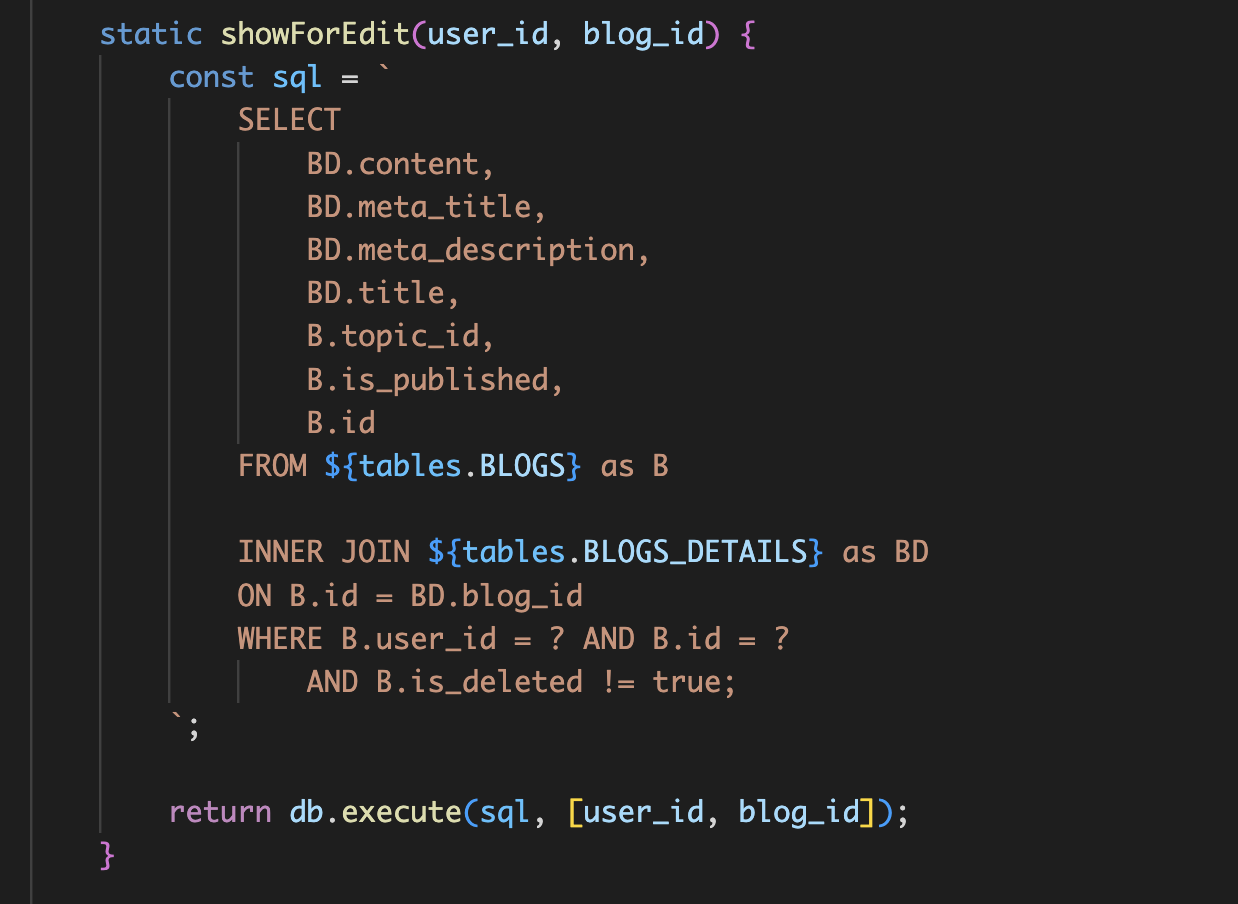 static showForEdit(user_id, blog_id) {
const sql = `
SELECT
BD.content,
BD.meta_title,
BD.meta_description,
BD.title,
B.topic_id,
B.is_published,
B.id
FROM ${tables.BLOGS} as B
INNER JOIN ${tables.BLOGS_DETAILS} as BD
ON B.id = BD.blog_id
WHERE B.user_id = ? AND B.id = ?
AND B.is_deleted != true;
`;
return db.execute(sql, [user_id, blog_id]);
}